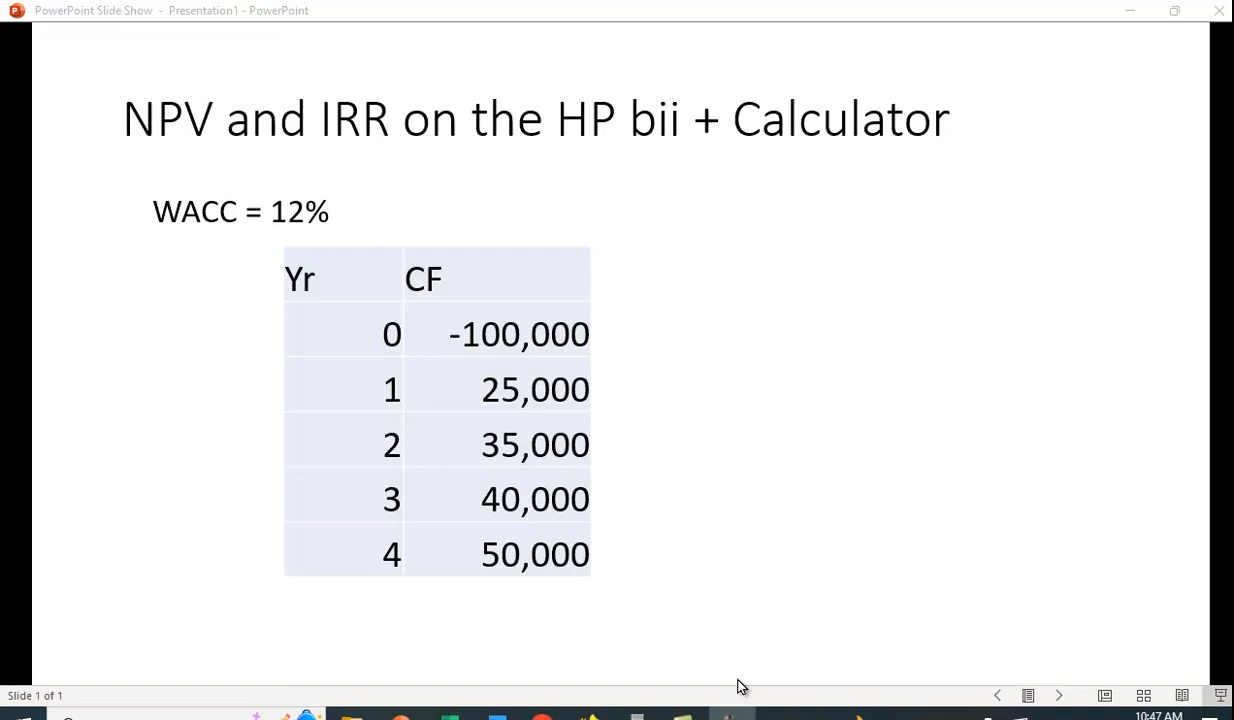 PowerPoint Slide Show - Presentation1 - PowerPoint
NPV and IRR on the HP bii + Calculator
WACC = 12%
Yr CF
0 -100,000
1 25,000
2 35,000
3 40,000
4 50,000
Slide 1 of 1
10:47 AM